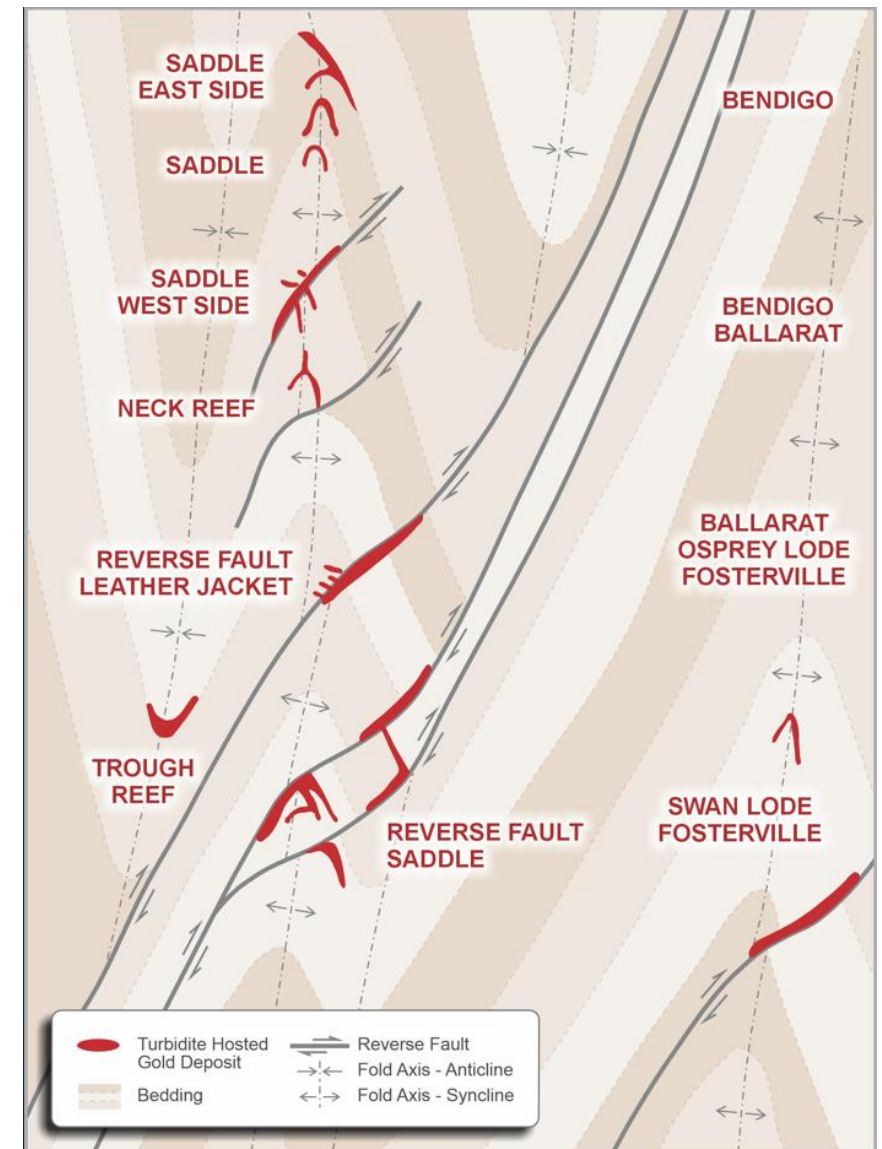 SADDLE
EAST SIDE
BENDIGO
SADDLE
SADDLE
WEST SIDE
BENDIGO
BALLARAT
NECK REEF
BALLARAT
OSPREY LODE
FOSTERVILLE
REVERSE FAULT
LEATHER JACKET
TROUGH
REEF
SWAN LODE
FOSTERVILLE
REVERSE FAULT
SADDLE
Turbidite Hosted
Gold Deposit
Bedding
Reverse Fault
Fold Axis - Anticline
Fold Axis - Syncline